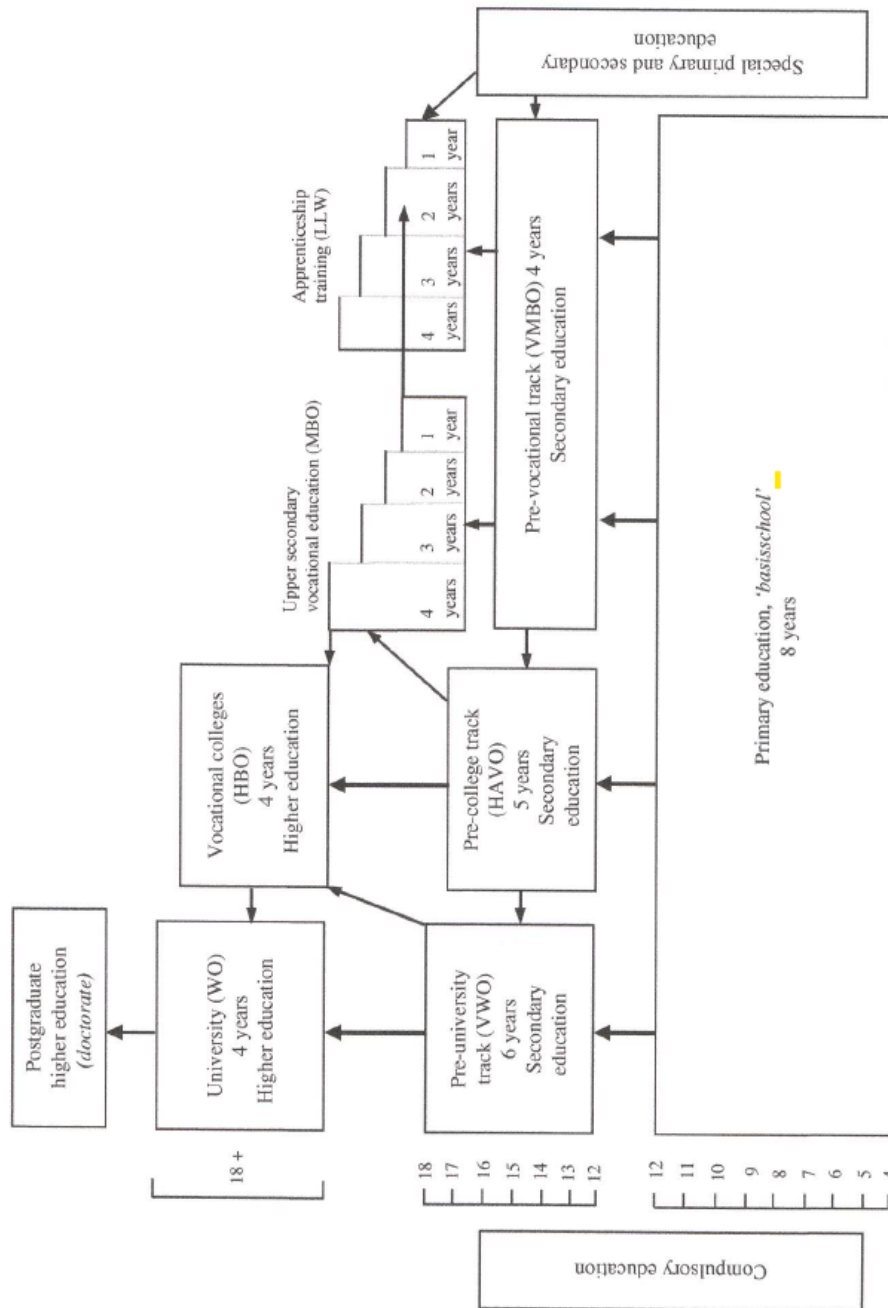 Postgraduate
higher education
(doctorate)
18 +
University (WO)
4 years
Higher education
Vocational colleges
(HBO)
4 years
Higher education
Upper secondary
vocational education (MBO)
4
years
3
years
2
years
1
year
Apprenticeship
training (LLW)
4
years
3
years
2
years
1
year
18
17
16
15
14
13
12
Pre-university
track (VWO)
6 years
Secondary
education
Pre-college track
(HAVO)
5 years
Secondary
education
Pre-vocational track (VMBO) 4 years
Secondary education
Special primary and secondary
education
Compulsory education
12
11
10
9
8
7
6
5
4
Primary education, ‘basisschool’
8 years